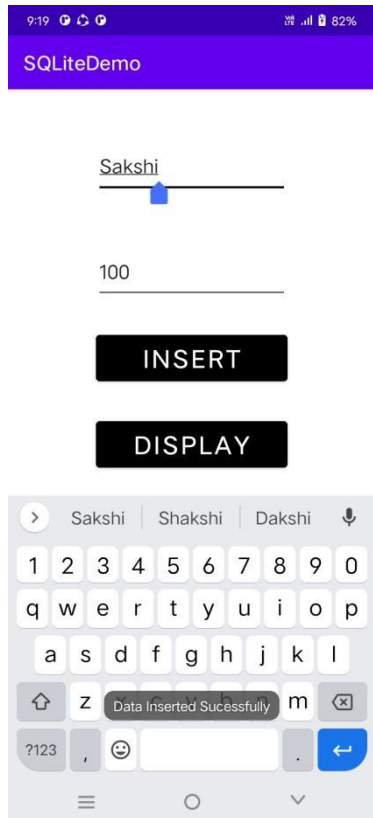 9:19 82%
SQLiteDemo
Sakshi
100
INSERT
DISPLAY
Sakshi Shakshi Dakshi
1 2 3 4 5 6 7 8 9 0
q w e r t y u i o p
a s d f g h j k l
z m
Data Inserted Sucessfully
?123 , .